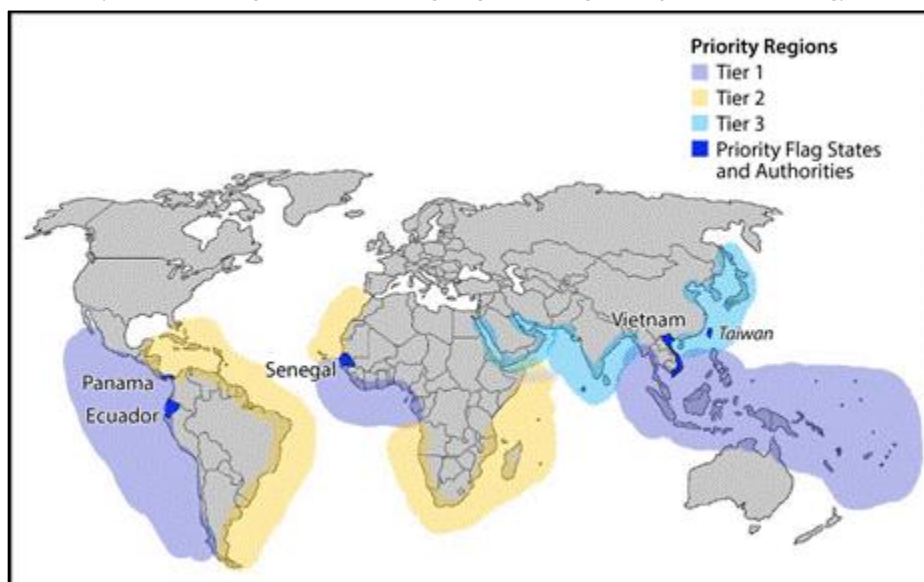 Priority Regions
Tier 1
Tier 2
Tier 3
Priority Flag States
and Authorities
Vietnam
Taiwan
Senegal
Panama
Ecuador